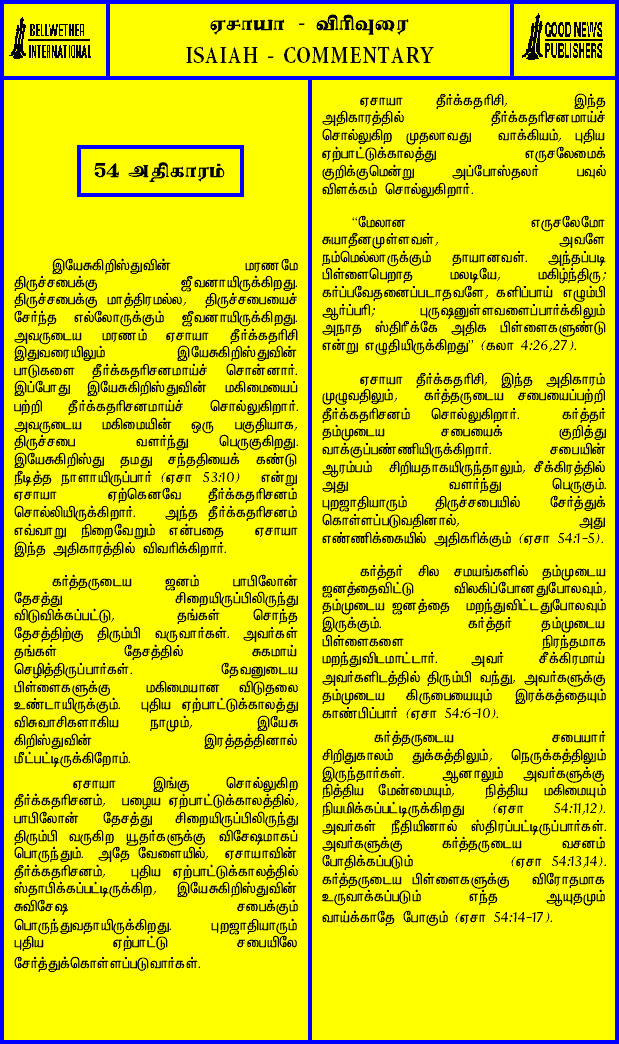 BELLWETHER
INTERNATIONAL
ஏசாயா - விரிவுரை
ISAIAH - COMMENTARY
GOOD NEWS
PUBLISHERS
54 அதிகாரம்
இயேசுகிறிஸ்துவின் மரணமே
திருச்சபைக்கு ஜீவனாயிருக்கிறது.
திருச்சபைக்கு மாத்திரமல்ல, திருச்சபையைச்
சேர்ந்த எல்லோருக்கும் ஜீவனாயிருக்கிறது.
அவருடைய மரணம் ஏசாயா தீர்க்கதரிசி
இதுவரையிலும் இயேசுகிறிஸ்துவின்
பாடுகளை தீர்க்கதரிசனமாய்ச் சொன்னார்.
இப்போது இயேசுகிறிஸ்துவின் மகிமையைப்
பற்றி தீர்க்கதரிசனமாய்ச் சொல்லுகிறார்.
அவருடைய மகிமையின் ஒரு பகுதியாக,
திருச்சபை வளர்ந்து பெருகுகிறது.
இயேசுகிறிஸ்து தமது சந்ததியைக் கண்டு
நீடித்த நாளாயிருப்பார் (ஏசா 53:10) என்று
ஏசாயா ஏற்கெனவே தீர்க்கதரிசனம்
சொல்லியிருக்கிறார். அந்த தீர்க்கதரிசனம்
எவ்வாறு நிறைவேறும் என்பதை ஏசாயா
இந்த அதிகாரத்தில் விவரிக்கிறார்.
கர்த்தருடைய ஜனம் பாபிலோன்
தேசத்து சிறையிருப்பிலிருந்து
விடுவிக்கப்பட்டு, தங்கள் சொந்த
தேசத்திற்கு திரும்பி வருவார்கள். அவர்கள்
தங்கள் தேசத்தில் சுகமாய்
செழித்திருப்பார்கள். தேவனுடைய
பிள்ளைகளுக்கு மகிமையான விடுதலை
உண்டாயிருக்கும். புதிய ஏற்பாட்டுக்காலத்து
விசுவாசிகளாகிய நாமும், இயேசு
கிறிஸ்துவின் இரத்தத்தினால்
மீட்பட்டிருக்கிறோம்.
ஏசாயா இங்கு சொல்லுகிற
தீர்க்கதரிசனம், பழைய ஏற்பாட்டுக்காலத்தில்,
பாபிலோன் தேசத்து சிறையிருப்பிலிருந்து
திரும்பி வருகிற யூதர்களுக்கு விசேஷமாகப்
பொருந்தும். அதே வேளையில், ஏசாயாவின்
தீர்க்கதரிசனம், புதிய ஏற்பாட்டுக்காலத்தில்
ஸ்தாபிக்கப்பட்டிருக்கிற, இயேசுகிறிஸ்துவின்
சுவிசேஷ சபைக்கும்
பொருந்துவதாயிருக்கிறது. புறஜாதியாரும்
புதிய ஏற்பாட்டு சபையிலே
சேர்த்துக்கொள்ளப்படுவார்கள்.
ஏசாயா தீர்க்கதரிசி, இந்த
அதிகாரத்தில் தீர்க்கதரிசனமாய்ச்
சொல்லுகிற முதலாவது வாக்கியம், புதிய
ஏற்பாட்டுக்காலத்து எருசலேமைக்
குறிக்குமென்று அப்போஸ்தலர் பவுல்
விளக்கம் சொல்லுகிறார்.
“மேலான எருசலேமோ
சுயாதீனமுள்ளவள், அவளே
நம்மெல்லாருக்கும் தாயானவள். அந்தப்படி
பிள்ளைபெறாத மலடியே, மகிழ்ந்திரு;
கர்ப்பவேதனைப்படாதவளே, களிப்பாய் எழும்பி
ஆர்ப்பரி; புருஷனுள்ளவளைப்பார்க்கிலும்
அநாத ஸ்திரீக்கே அதிக பிள்ளைகளுண்டு
என்று எழுதியிருக்கிறது” (கலா 4:26,27).
ஏசாயா தீர்க்கதரிசி, இந்த அதிகாரம்
முழுவதிலும், கர்த்தருடைய சபையைப்பற்றி
தீர்க்கதரிசனம் சொல்லுகிறார். கர்த்தர்
தம்முடைய சபையைக் குறித்து
வாக்குப்பண்ணியிருக்கிறார். சபையின்
ஆரம்பம் சிறியதாகயிருந்தாலும், சீக்கிரத்தில்
அது வளர்ந்து பெருகும்.
புறஜாதியாரும் திருச்சபையில் சேர்த்துக்
கொள்ளப்படுவதினால், அது
எண்ணிக்கையில் அதிகரிக்கும் (ஏசா 54:1-5).
கர்த்தர் சில சமயங்களில் தம்முடைய
ஜனத்தைவிட்டு விலகிப்போனதுபோலவும்,
தம்முடைய ஜனத்தை மறந்துவிட்டதுபோலவும்
இருக்கும். கர்த்தர் தம்முடைய
பிள்ளைகளை நிரந்தமாக
மறந்துவிடமாட்டார். அவர் சீக்கிரமாய்
அவர்களிடத்தில் திரும்பி வந்து, அவர்களுக்கு
தம்முடைய கிருபையையும் இரக்கத்தையும்
காண்பிப்பார் (ஏசா 54:6-10).
கர்த்தருடைய சபையார்
சிறிதுகாலம் துக்கத்திலும், நெருக்கத்திலும்
இருந்தார்கள். ஆனாலும் அவர்களுக்கு
நித்திய மேன்மையும், நித்திய மகிமையும்
நியமிக்கப்பட்டிருக்கிறது (ஏசா 54:11,12).
அவர்கள் நீதியினால் ஸ்திரப்பட்டிருப்பார்கள்.
அவர்களுக்கு கர்த்தருடைய வசனம்
போதிக்கப்படும் (ஏசா 54:13,14).
கர்த்தருடைய பிள்ளைகளுக்கு விரோதமாக
உருவாக்கப்படும் எந்த ஆயுதமும்
வாய்க்காதே போகும் (ஏசா 54:14-17).